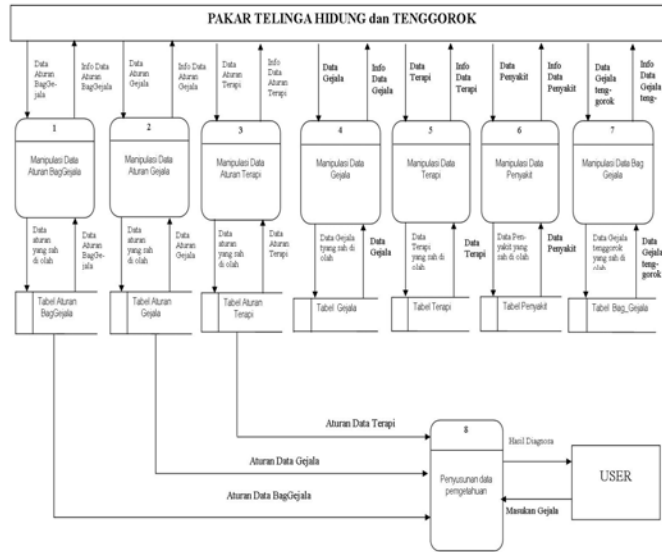 PAKAR TELINGA HIDUNG dan TENGGOROK
Data
Aturan
BagGe-
jala
Info Data
Aturan
BagGejala
Data
Aturan
Gejala
Info Data
Aturan
Gejala
Data
Aturan
Terapi
Info
Data
Aturan
Terapi
Data
Gejala
Info
Data
Gejala
Data
Terapi
Info
Data
Terapi
Data
Penyakit
Info
Data
Penyakit
Data
Gejala
teng-
gorok
Info
Data
Gejala
teng-
1
Manipulasi Data
Aturan BagGejala
2
Manipulasi Data
Aturan Gejala
3
Manipulasi Data
Aturan Terapi
4
Manipulasi Data
Gejala
5
Manipulasi Data
Terapi
6
Manipulasi Data
Penyakit
7
Manipulasi Data Bag
Gejala
Data
aturan
yang sah
di olah
Data
Aturan
BagGe-
jala
Data
aturan
yang sah
di olah
Data
Aturan
Gejala
Data
aturan
yang sah
di olah
Data
Aturan
Terapi
Data Gejala
yang sah di
olah
Data
Gejala
Data
Terapi
yang sah
di olah
Data
Terapi
Data Pen-
yakit yang
sah di olah
Data
Penyakit
Data Gejala
tenggorok
yang sah di
olah
Data
Gejala
teng-
gorok
Tabel Aturan
BagGejala
Tabel Aturan
Gejala
Tabel Aturan
Terapi
Tabel Gejala
Tabel Terapi
Tabel Penyakit
Tabel Bag_Gejala
Aturan Data Terapi
Aturan Data Gejala
Aturan Data BagGejala
8
Penyusunan data
pemgetahuan
Hasil Diagnosa
Masukan Gejala
USER